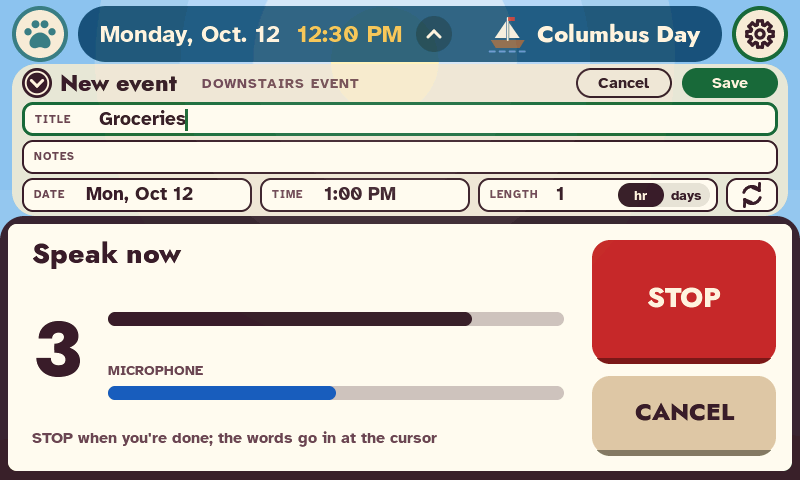 Monday, Oct. 12 12:30 PM Columbus Day
New event DOWNSTAIRS EVENT Cancel Save
TITLE Groceries
NOTES
DATE Mon, Oct 12 TIME 1:00 PM LENGTH 1 hr days
Speak now
STOP
3
MICROPHONE
CANCEL
STOP when you're done; the words go in at the cursor